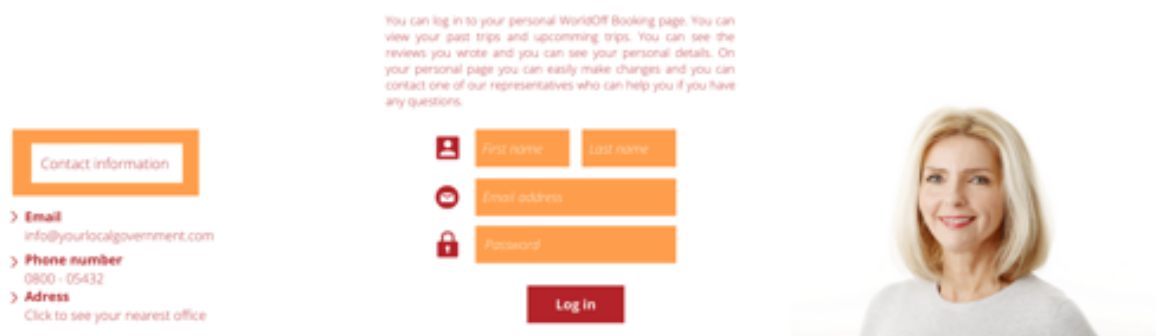 You can log in to your personal WorldOff Booking page. You can
view your past trips and upcomming trips. You can see the
reviews you wrote and you can see your personal details. On
your personal page you can easily make changes and you can
contact one of our representatives who can help you if you have
any questions.
Contact information
Email
info@yourlocalgovernment.com
Phone number
0800 - 05432
Adress
Click to see your nearest office
First name
Last name
Email address
Password
Log in